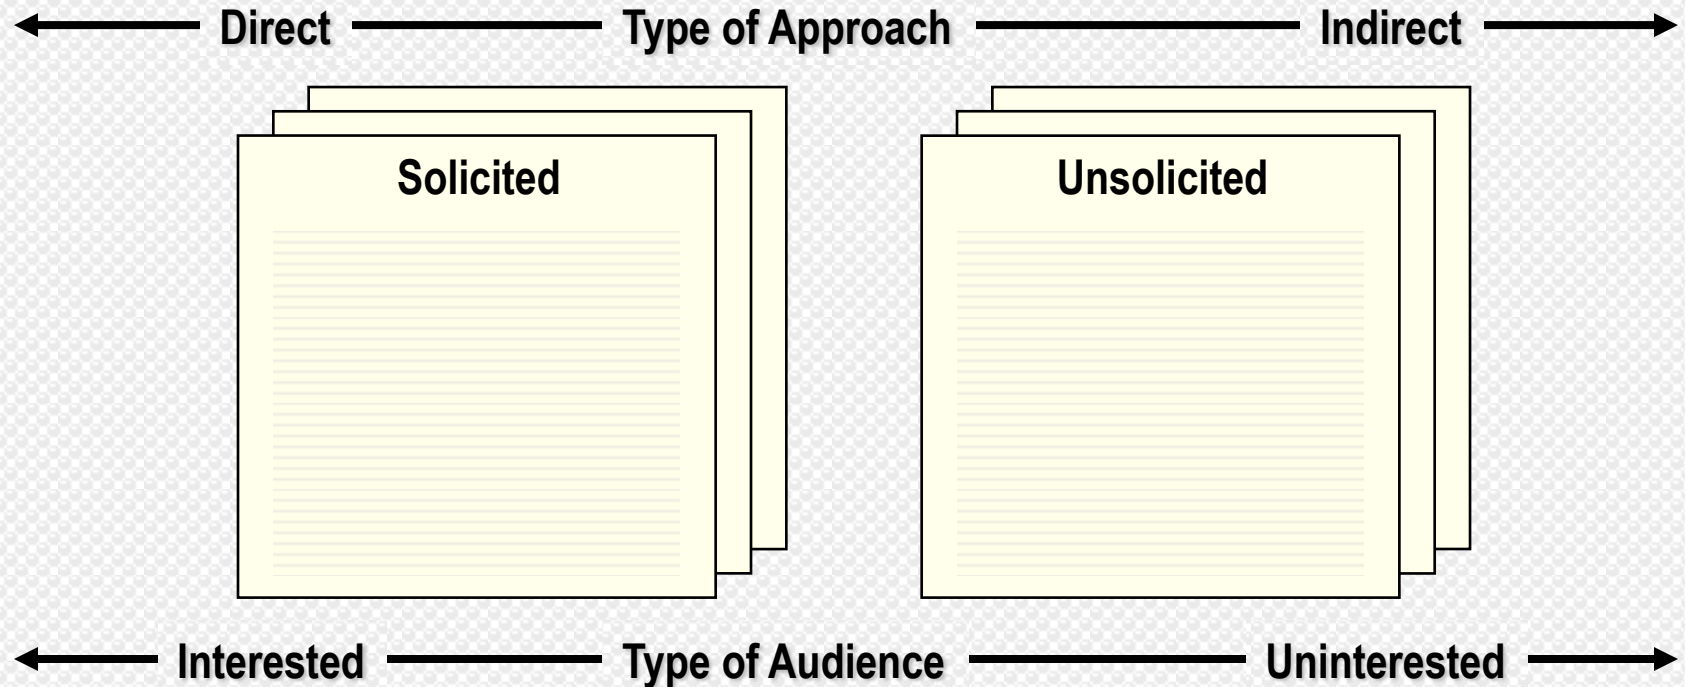 Direct Type of Approach Indirect
Solicited Unsolicited
Interested Type of Audience Uninterested